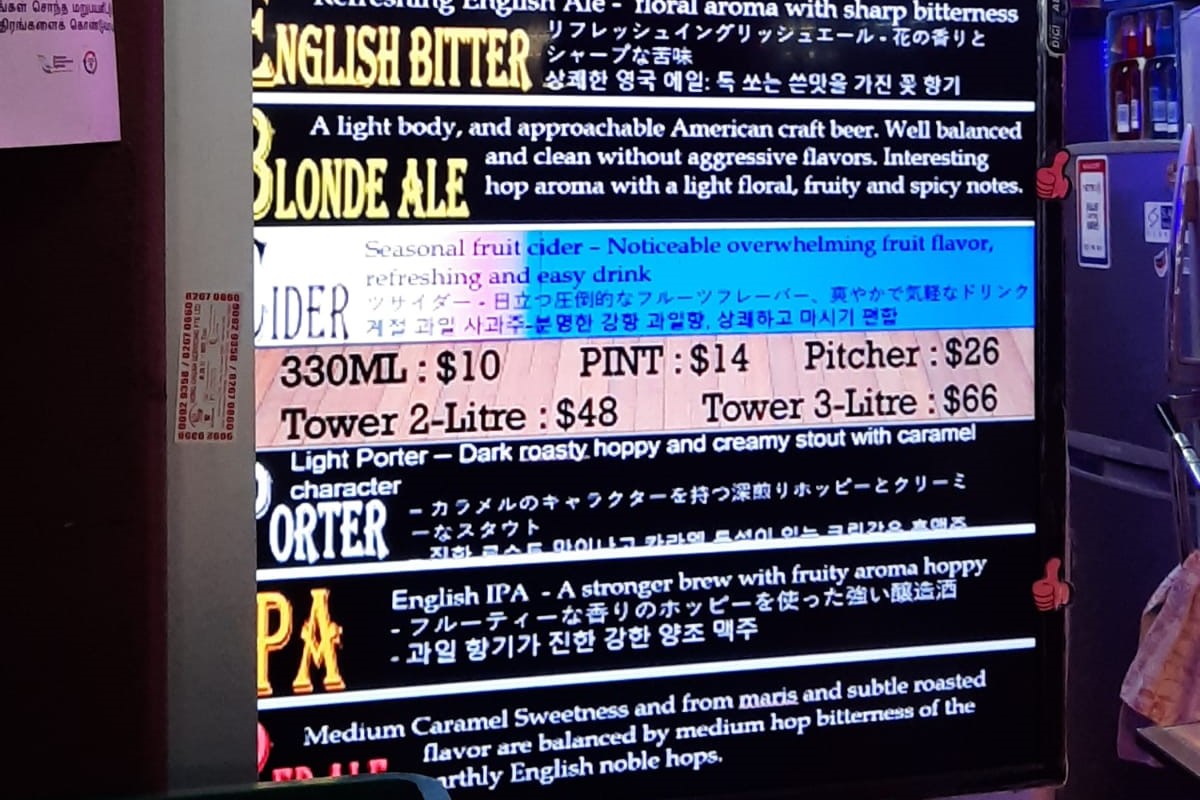 Refreshing English Ale - floral aroma with sharp bitterness
リフレッシュイングリッシュエール - 花の香りと
シャープな苦味
상쾌한 영국 에일: 톡 쏘는 쓴맛을 가진 꽃 향기
ENGLISH BITTER
A light body, and approachable American craft beer. Well balanced
and clean without aggressive flavors. Interesting
hop aroma with a light floral, fruity and spicy notes.
BLONDE ALE
Seasonal fruit cider – Noticeable overwhelming fruit flavor,
refreshing and easy drink
ツサイダー - 目立つ圧倒的なフルーツフレーバー、爽やかで気軽なドリンク
계절 과일 사과주-분명한 강황 과일향, 상쾌하고 마시기 편함
CIDER
330ML : $10 PINT : $14 Pitcher : $26
Tower 2-Litre : $48 Tower 3-Litre : $66
Light Porter – Dark roasty hoppy and creamy stout with caramel
character
- カラメルのキャラクターを持つ深煎りホッピーとクリーミ
ーなスタウト
PORTER
English IPA - A stronger brew with fruity aroma hoppy
- フルーティーな香りのホッピーを使った強い醸造酒
- 과일 향기가 진한 강한 양조 맥주
PA
Medium Caramel Sweetness and from maris and subtle roasted
flavor are balanced by medium hop bitterness of the
earthly English noble hops.
RED ALE